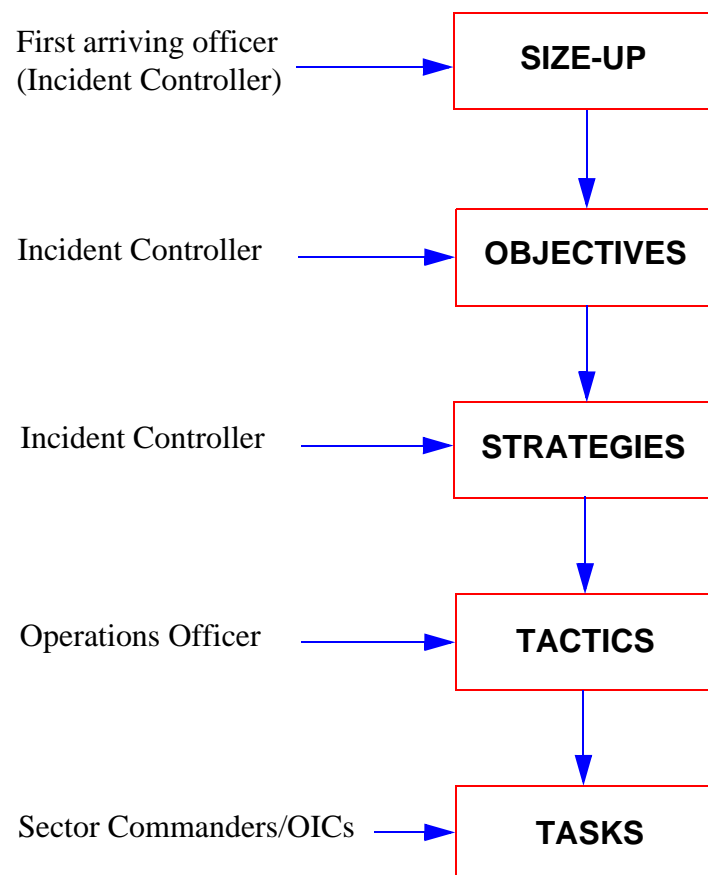 First arriving officer
(Incident Controller)
SIZE-UP
Incident Controller
OBJECTIVES
Incident Controller
STRATEGIES
Operations Officer
TACTICS
Sector Commanders/OICs
TASKS